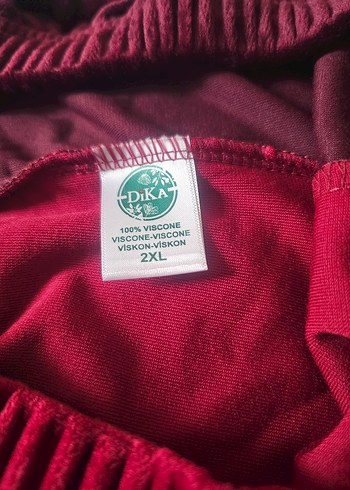 DiKA
100% VISCONE
VISCONE-VISCONE
VİSKON-VİSKON
2XL